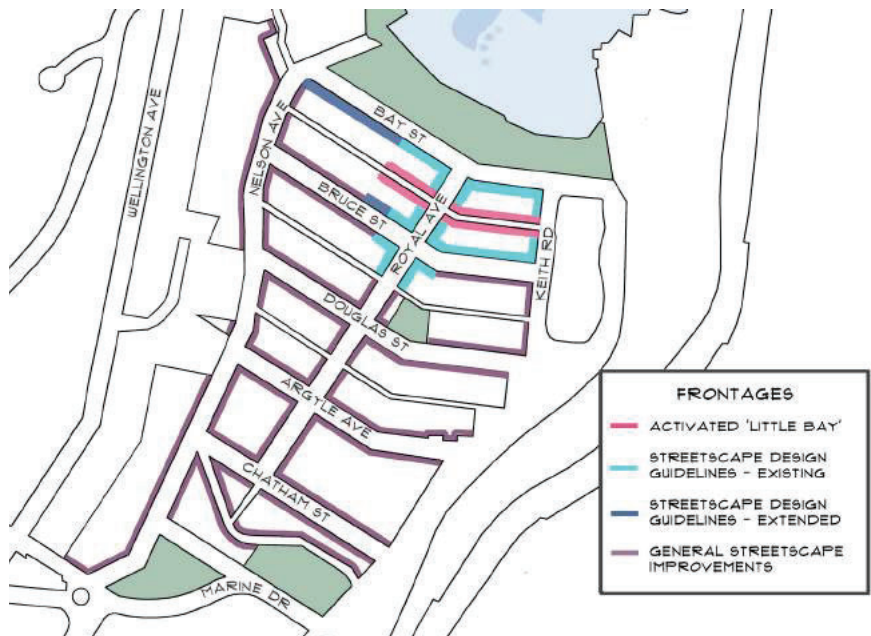 WELLINGTON AVE
NELSON AVE
BAY ST
BRUCE ST
ROYAL AVE
KEITH RD
DOUGLAS ST
ARGYLE AVE
CHATHAM ST
MARINE DR
FRONTAGES
ACTIVATED 'LITTLE BAY'
STREETSCAPE DESIGN
GUIDELINES - EXISTING
STREETSCAPE DESIGN
GUIDELINES - EXTENDED
GENERAL STREETSCAPE
IMPROVEMENTS